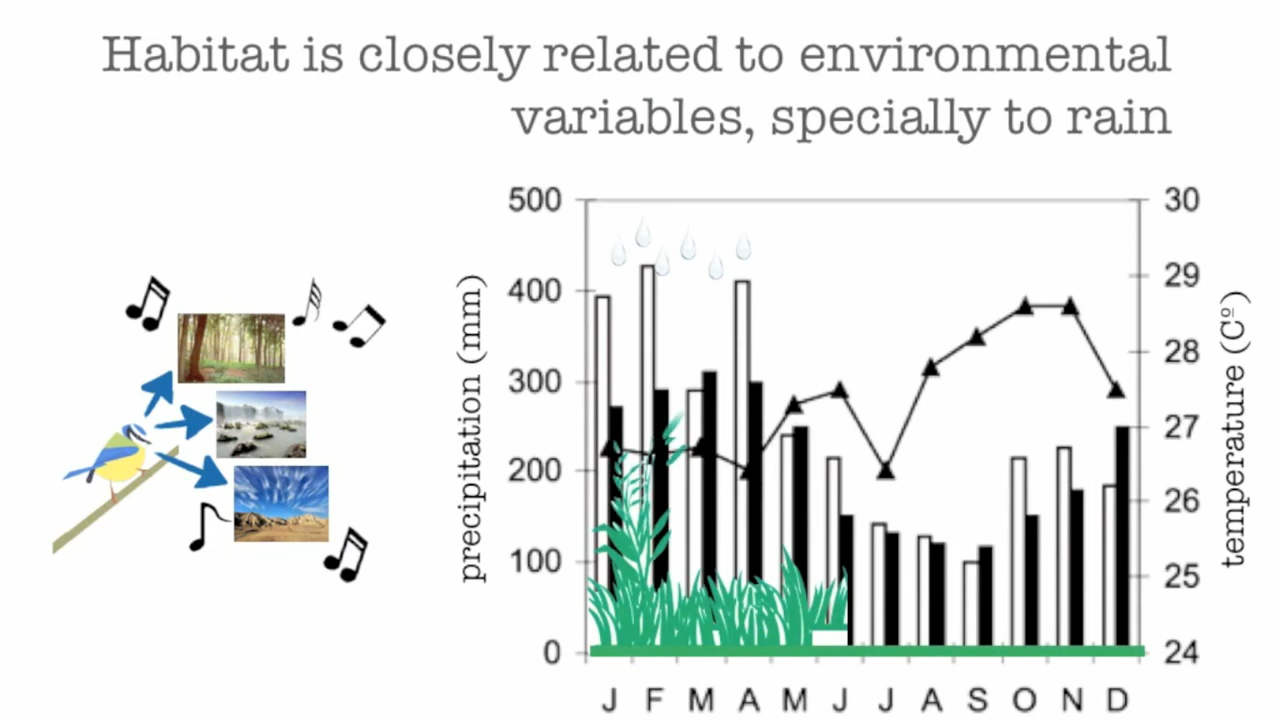 Habitat is closely related to environmental
variables, specially to rain
500
400
300
200
100
0
precipitation (mm)
30
29
28
27
26
25
24
temperature (Cº)
J F M A M J J A S O N D